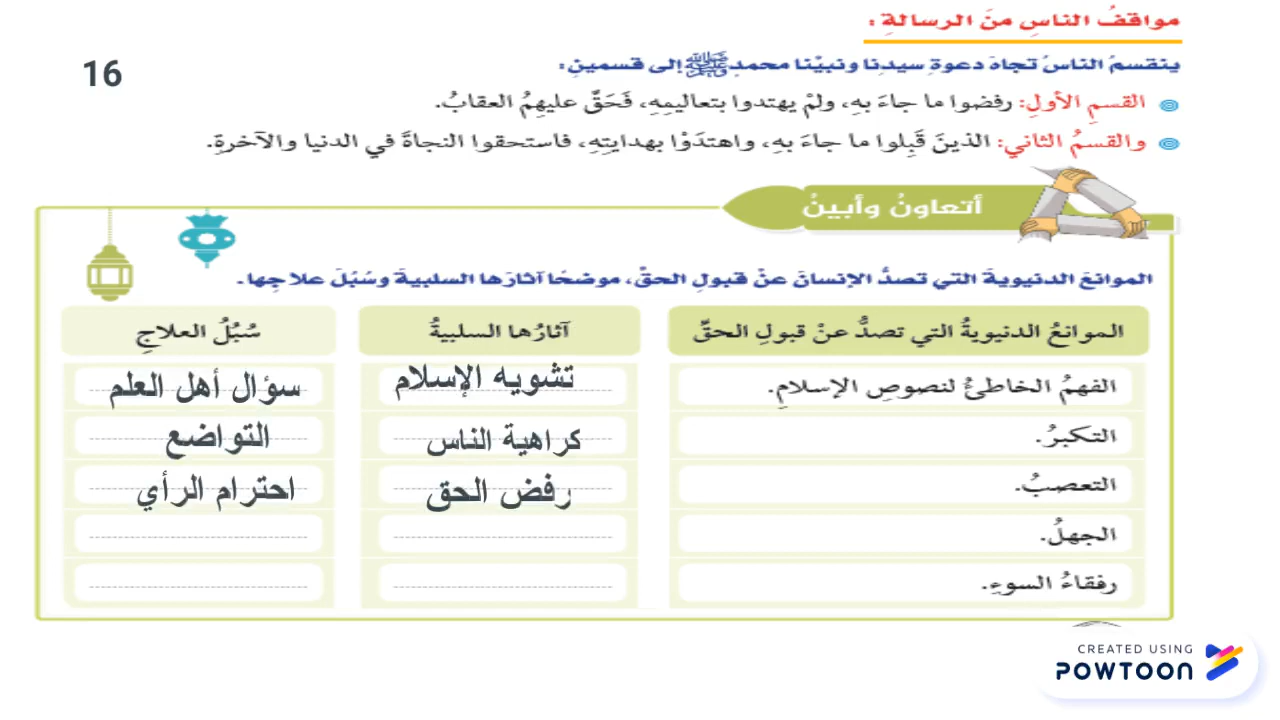 مواقفُ الناسِ منَ الرسالةِ:
16
ينقسمُ الناسُ تجاهَ دعوةِ سيدِنا ونبيِّنا محمدٍ ﷺ إلى قسمينِ:
القسمِ الأولِ: رفضوا ما جاءَ بهِ، ولمْ يهتدوا بتعاليمِهِ، فَحَقَّ عليهِمُ العقابُ.
والقسمُ الثاني: الذينَ قَبِلوا ما جاءَ بهِ، واهتدَوْا بهدايتِهِ، فاستحقوا النجاةَ في الدنيا والآخرةِ.
أتعاونُ وأبينُ
الموانعَ الدنيويةَ التي تصدُّ الإنسانَ عنْ قبولِ الحقِّ، موضحًا آثارَها السلبيةَ وسُبُلَ علاجِها.
الموانعُ الدنيويةُ التي تصدُّ عنْ قبولِ الحقِّ آثارُها السلبيةُ سُبُلُ العلاجِ
الفهمُ الخاطئُ لنصوصِ الإسلامِ. تشويه الإسلام سؤال أهل العلم
التكبرُ. كراهية الناس التواضع
التعصبُ. رفض الحق احترام الرأي
الجهلُ.
رفقاءُ السوءِ.
CREATED USING
POWTOON